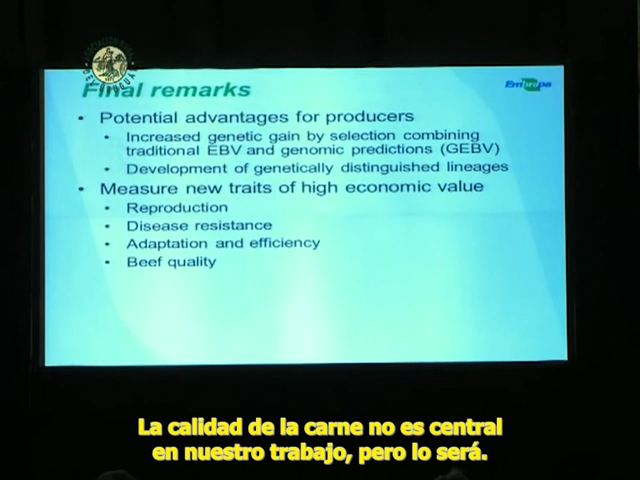 Final remarks
Embrapa
• Potential advantages for producers
• Increased genetic gain by selection combining
traditional EBV and genomic predictions (GEBV)
• Development of genetically distinguished lineages
• Measure new traits of high economic value
• Reproduction
• Disease resistance
• Adaptation and efficiency
• Beef quality
La calidad de la carne no es central
en nuestro trabajo, pero lo será.